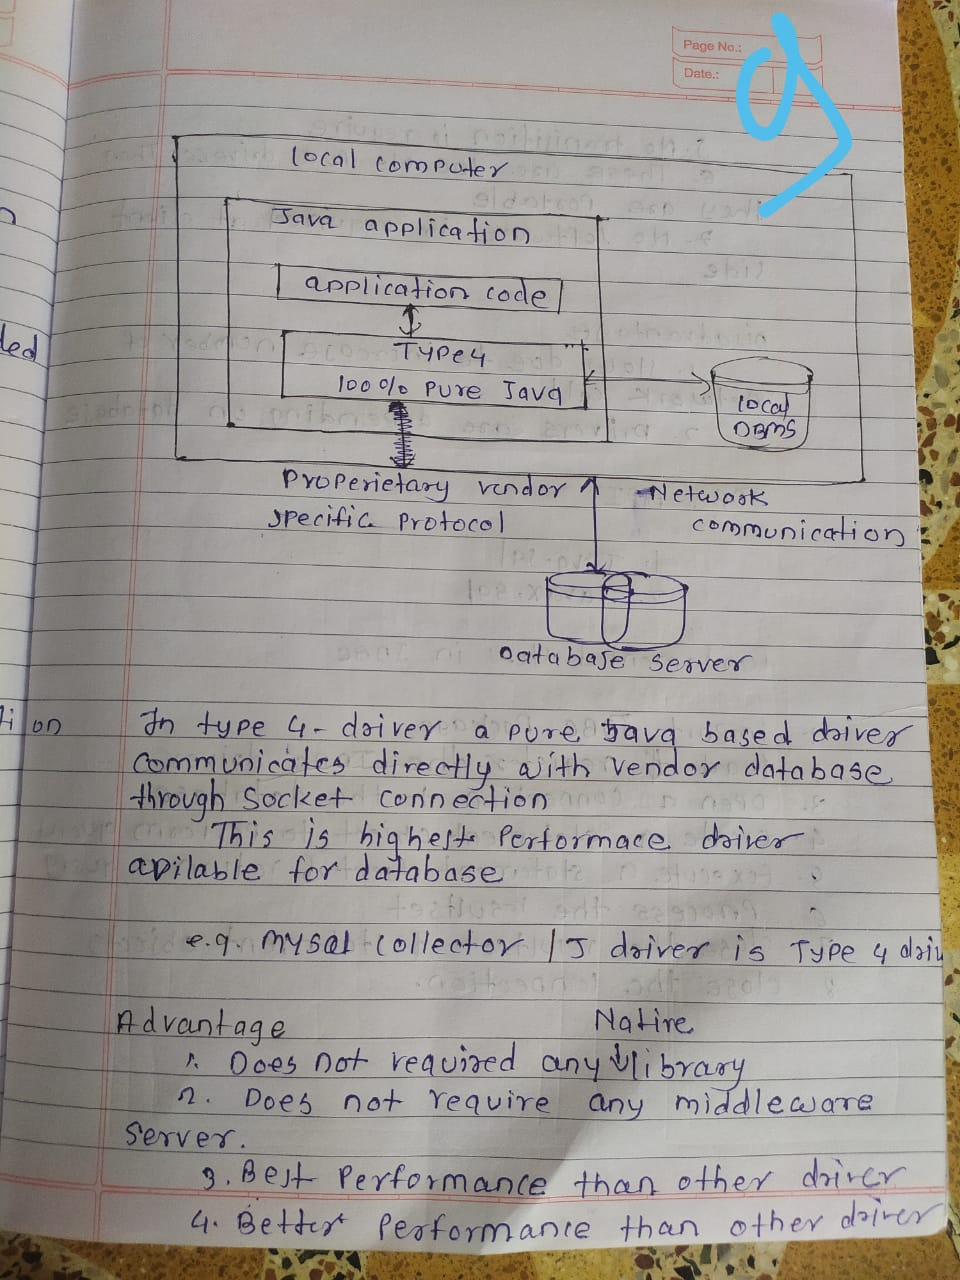 Page No.:
Date.:
9
local computer
Java application
application code
TYPE4
100% pure Java
local
DBMS
Properietary vendor
specific protocol
Network
communication
Database server
In type 4- driver a pure Java based driver
communicates directly with vendor database
through Socket connection
This is highest Performace driver
avilable for database
e.g. MYSQL collector / J driver is Type 4 driv
Advantage
Native
1. Does not required any library
2. Does not require any middleware
server.
3. Best Performance than other driver
4. Better Performance than other driver